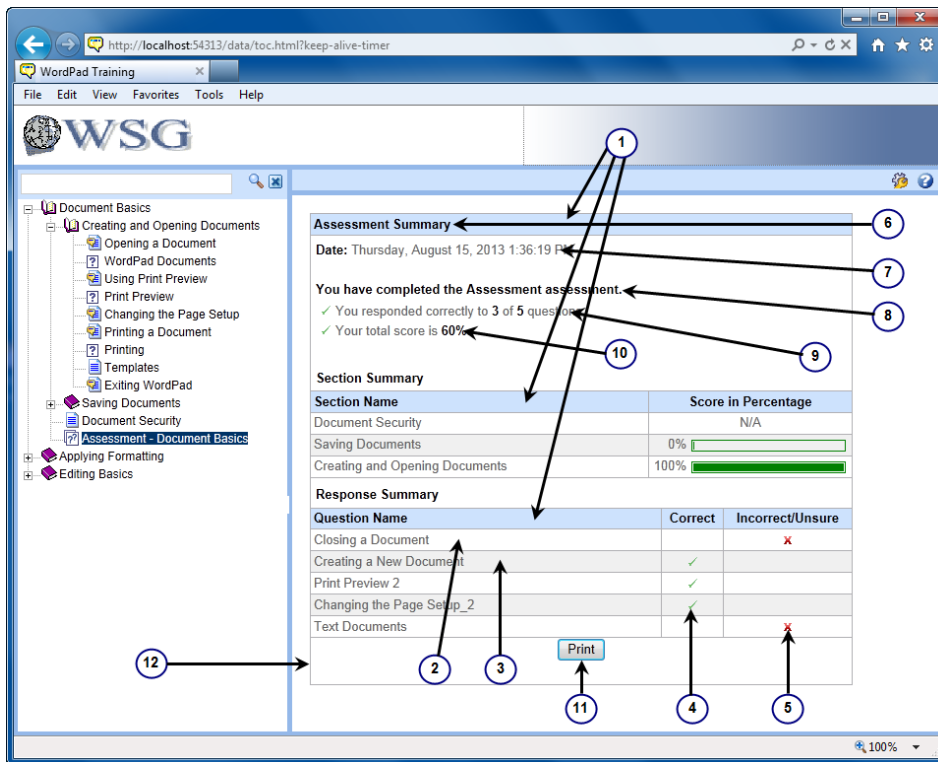 http://localhost:54313/data/toc.html?keep-alive-timer
WordPad Training
File Edit View Favorites Tools Help
WSG
1
Document Basics
Creating and Opening Documents
Opening a Document
WordPad Documents
Using Print Preview
Print Preview
Changing the Page Setup
Printing a Document
Printing
Templates
Exiting WordPad
Saving Documents
Document Security
Assessment - Document Basics
Applying Formatting
Editing Basics
Assessment Summary
6
Date: Thursday, August 15, 2013 1:36:19 PM
7
You have completed the Assessment assessment.
8
You responded correctly to 3 of 5 questions
9
Your total score is 60%
10
Section Summary
Section Name Score in Percentage
Document Security N/A
Saving Documents 0%
Creating and Opening Documents 100%
Response Summary
Question Name Correct Incorrect/Unsure
Closing a Document x
Creating a New Document ✓
Print Preview 2 ✓
Changing the Page Setup_2 ✓
Text Documents x
Print
12
2
3
11
4
5
100%